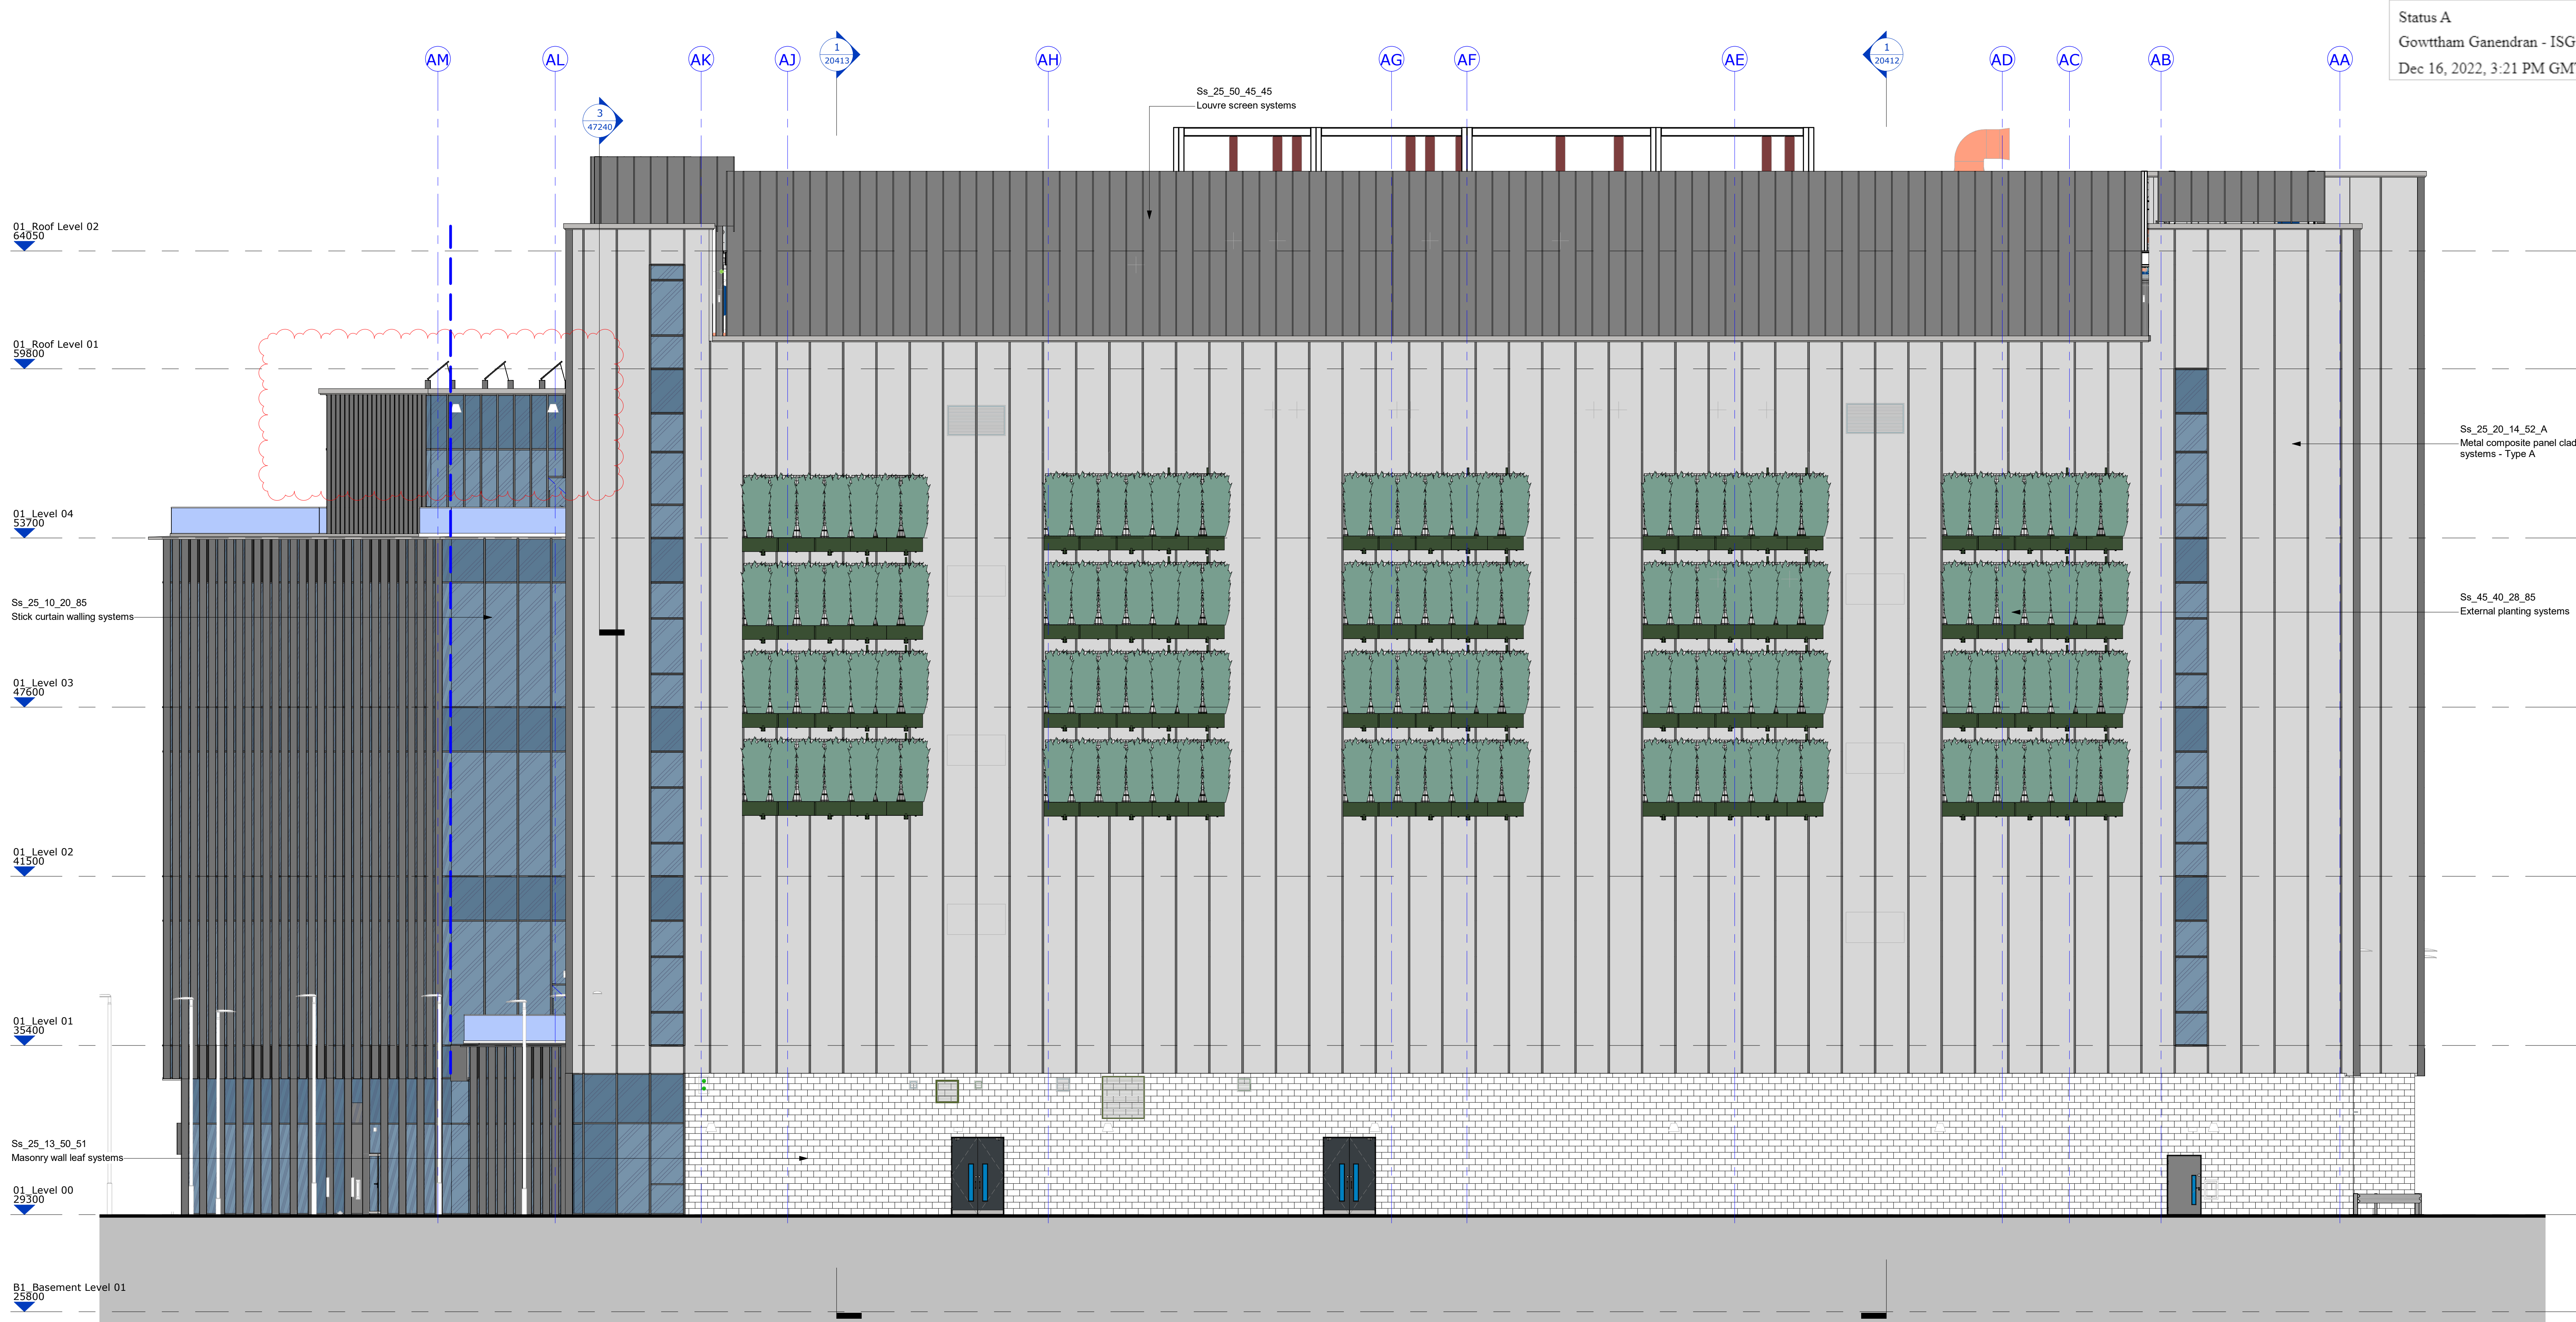 Status A
Gowttham Ganendran - ISG
Dec 16, 2022, 3:21 PM GMT
AM
AL
AK
AJ
1
20413
AH
AG
AF
AE
1
20412
AD
AC
AB
AA
3
47240
Ss_25_50_45_45
Louvre screen systems
01_Roof Level 02
64050
01_Roof Level 01
59800
Ss_25_20_14_52_A
Metal composite panel clad
systems - Type A
01_Level 04
53700
Ss_25_10_20_85
Stick curtain walling systems
Ss_45_40_28_85
External planting systems
01_Level 03
47600
01_Level 02
41500
01_Level 01
35400
Ss_25_13_50_51
Masonry wall leaf systems
01_Level 00
29300
B1_Basement Level 01
25800